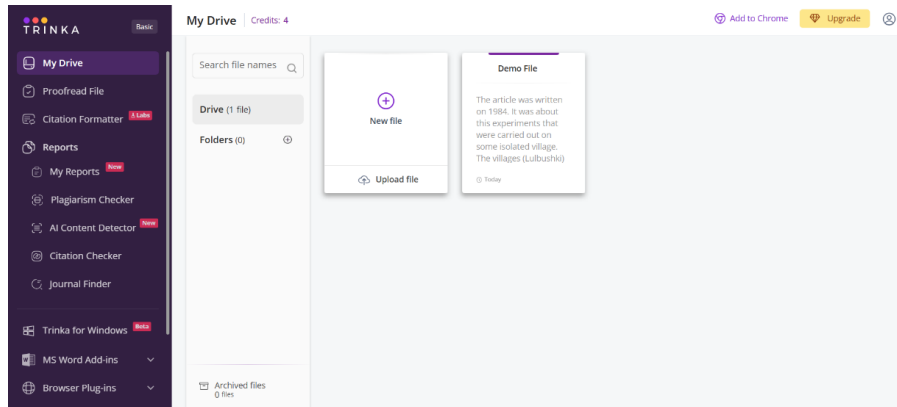 TRINKA
Basic
My Drive
Proofread File
Citation Formatter
Labs
Reports
My Reports
New
Plagiarism Checker
AI Content Detector
New
Citation Checker
Journal Finder
Trinka for Windows
Beta
MS Word Add-ins
Browser Plug-ins
My Drive
Credits: 4
Add to Chrome
Upgrade
Search file names
Drive (1 file)
Folders (0)
Archived files
0 files
New file
Upload file
Demo File
The article was written
on 1984. It was about
this experiments that
were carried out on
some isolated village.
The villages (Lulbushki)
Today